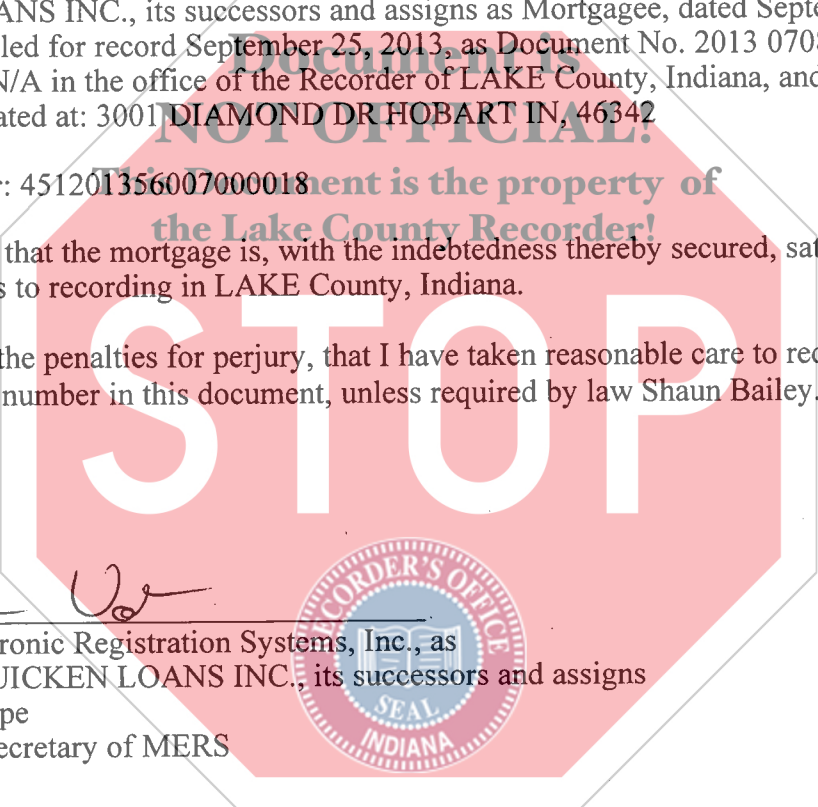 ANS INC., its successors and assigns as Mortgagee, dated Septe
led for record September 25, 2013, as Document No. 2013 070
Document is
N/A in the office of the Recorder of LAKE County, Indiana, and
ated at: 3001 DIAMOND DR HOBART IN, 46342
NOT OFFICIAL!
r: 451201356007000018
This Document is the property of
the Lake County Recorder!
that the mortgage is, with the indebtedness thereby secured, sat
s to recording in LAKE County, Indiana.
STOP
the penalties for perjury, that I have taken reasonable care to red
number in this document, unless required by law Shaun Bailey.
RECORDER'S OFFICE
SEAL
INDIANA
ronic Registration Systems, Inc., as
UICKEN LOANS INC., its successors and assigns
pe
ecretary of MERS